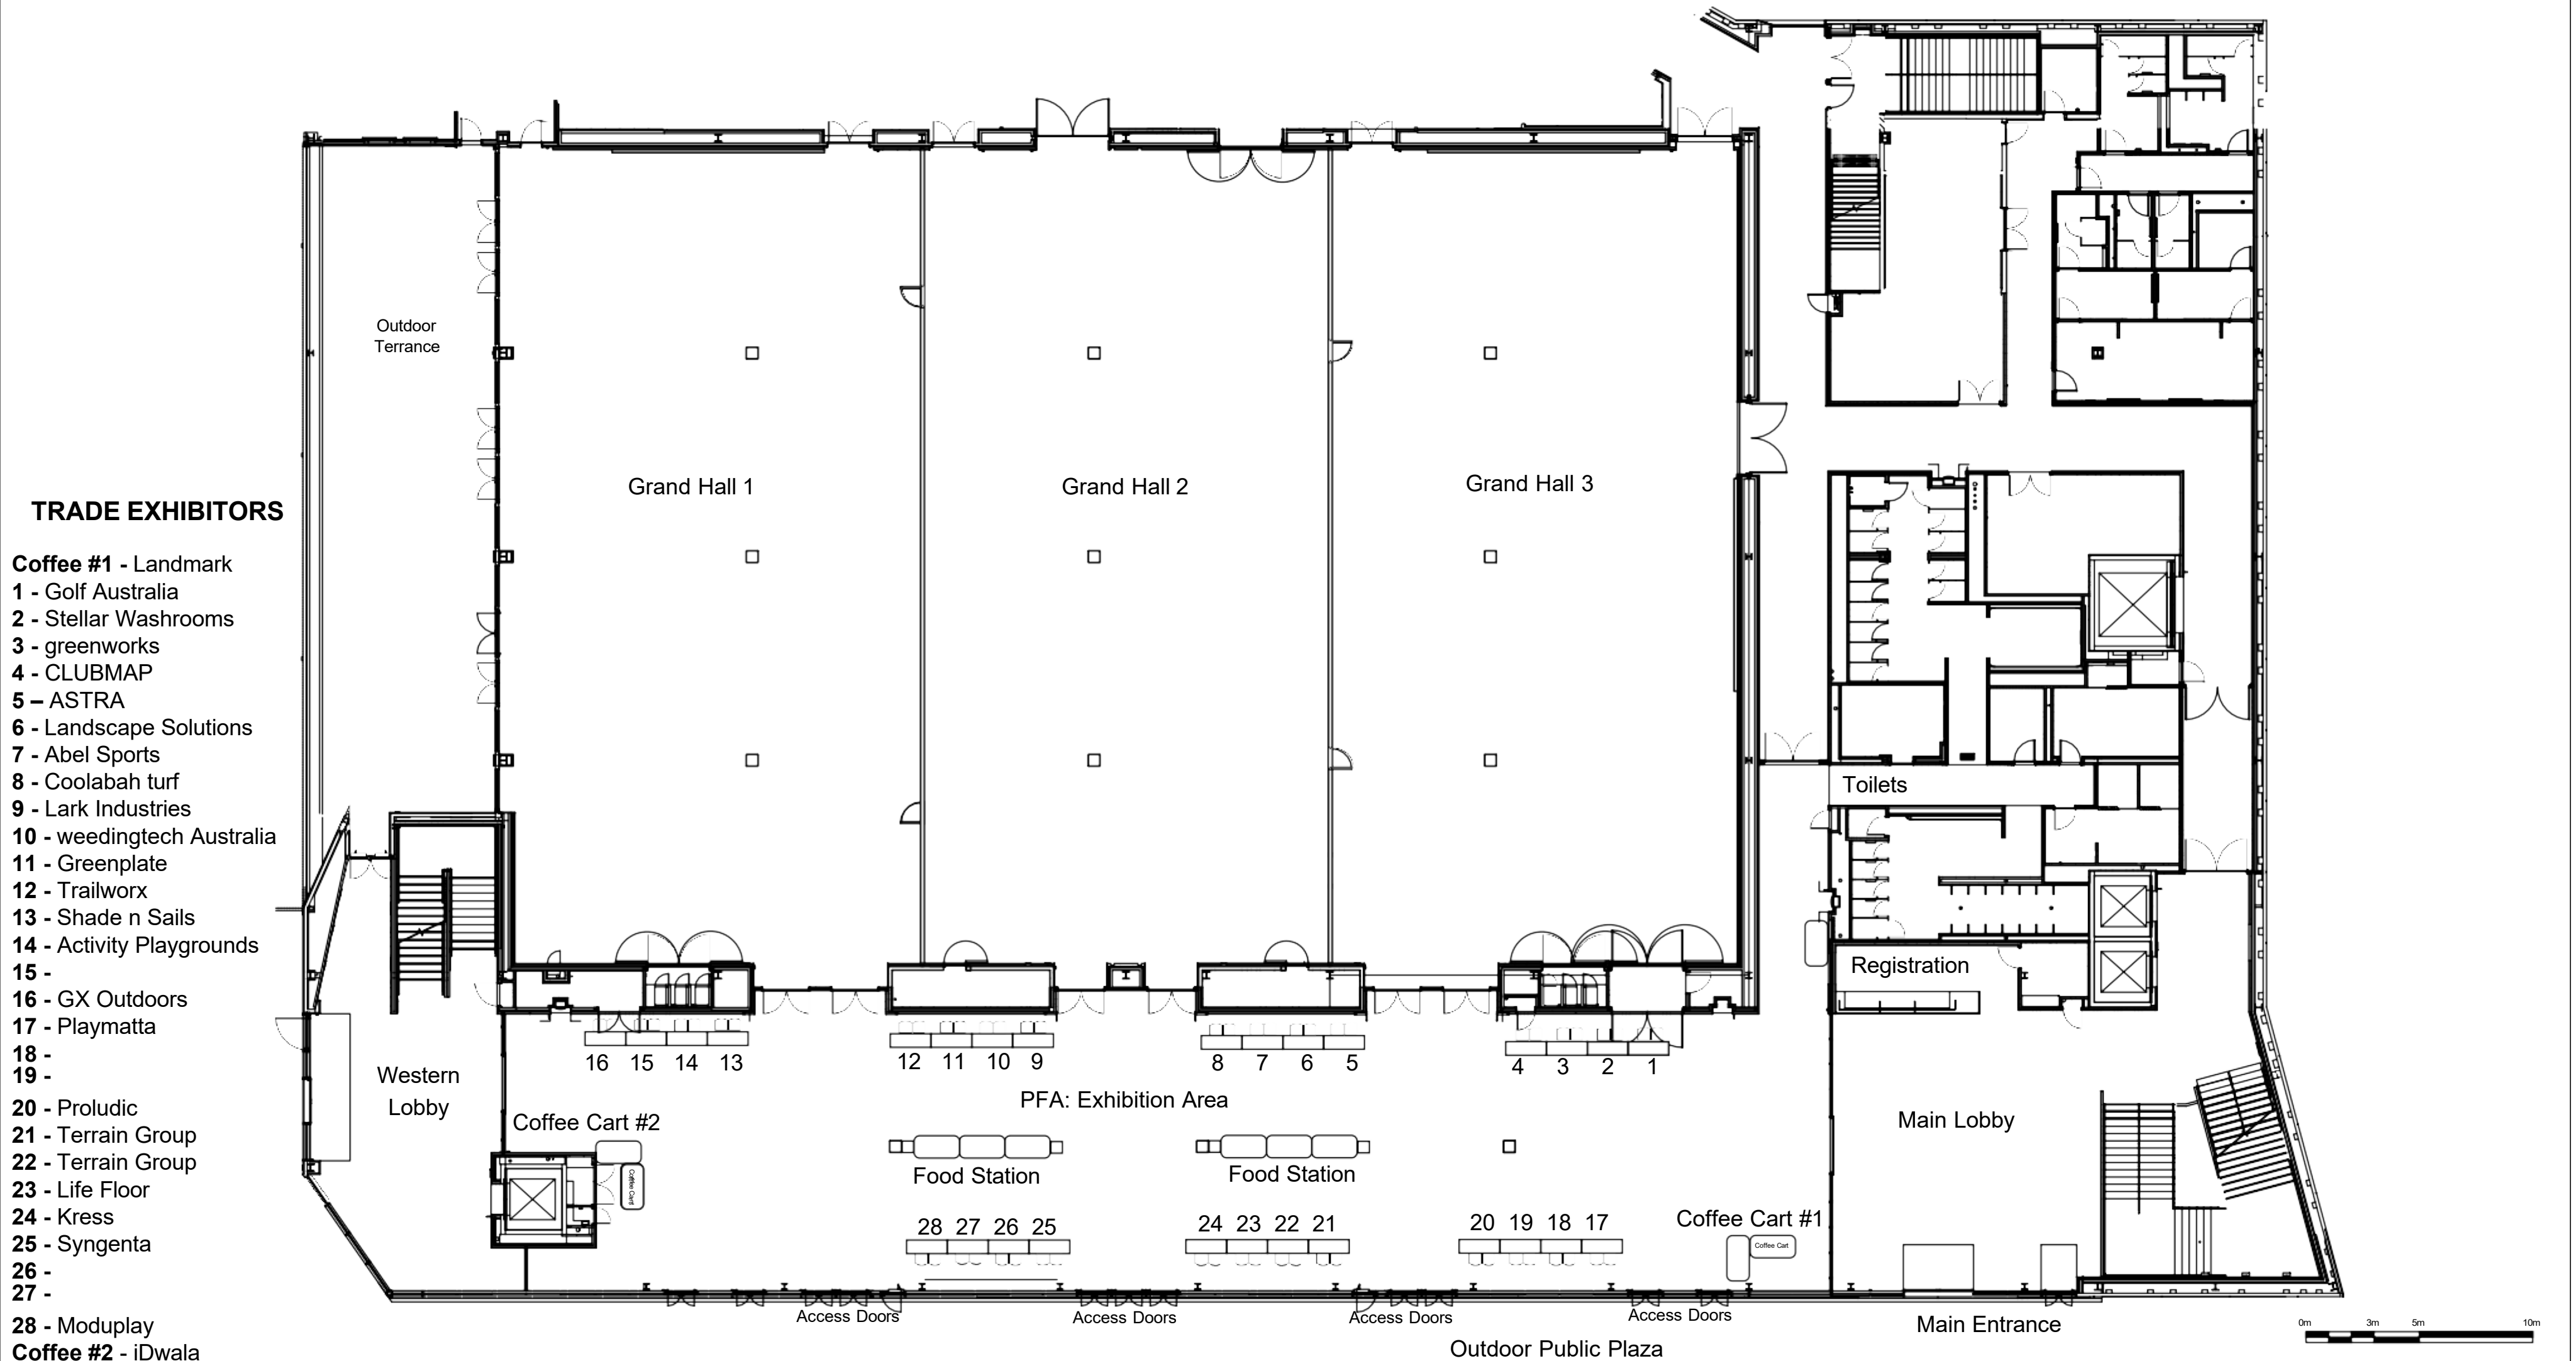 Outdoor
Terrance
Grand Hall 1
Grand Hall 2
Grand Hall 3
TRADE EXHIBITORS
Coffee #1 - Landmark
1 - Golf Australia
2 - Stellar Washrooms
3 - greenworks
4 - CLUBMAP
5 – ASTRA
6 - Landscape Solutions
7 - Abel Sports
8 - Coolabah turf
9 - Lark Industries
10 - weedingtech Australia
11 - Greenplate
12 - Trailworx
13 - Shade n Sails
14 - Activity Playgrounds
15 -
16 - GX Outdoors
17 - Playmatta
18 -
19 -
20 - Proludic
21 - Terrain Group
22 - Terrain Group
23 - Life Floor
24 - Kress
25 - Syngenta
26 -
27 -
28 - Moduplay
Coffee #2 - iDwala
Toilets
Registration
16 15 14 13
12 11 10 9
8 7 6 5
4 3 2 1
Western
Lobby
PFA: Exhibition Area
Main Lobby
Coffee Cart #2
Coffee Cart
Food Station
Food Station
28 27 26 25
24 23 22 21
20 19 18 17
Coffee Cart #1
Coffee Cart
Access Doors
Access Doors
Access Doors
Access Doors
Main Entrance
Outdoor Public Plaza
0m 3m 5m 10m